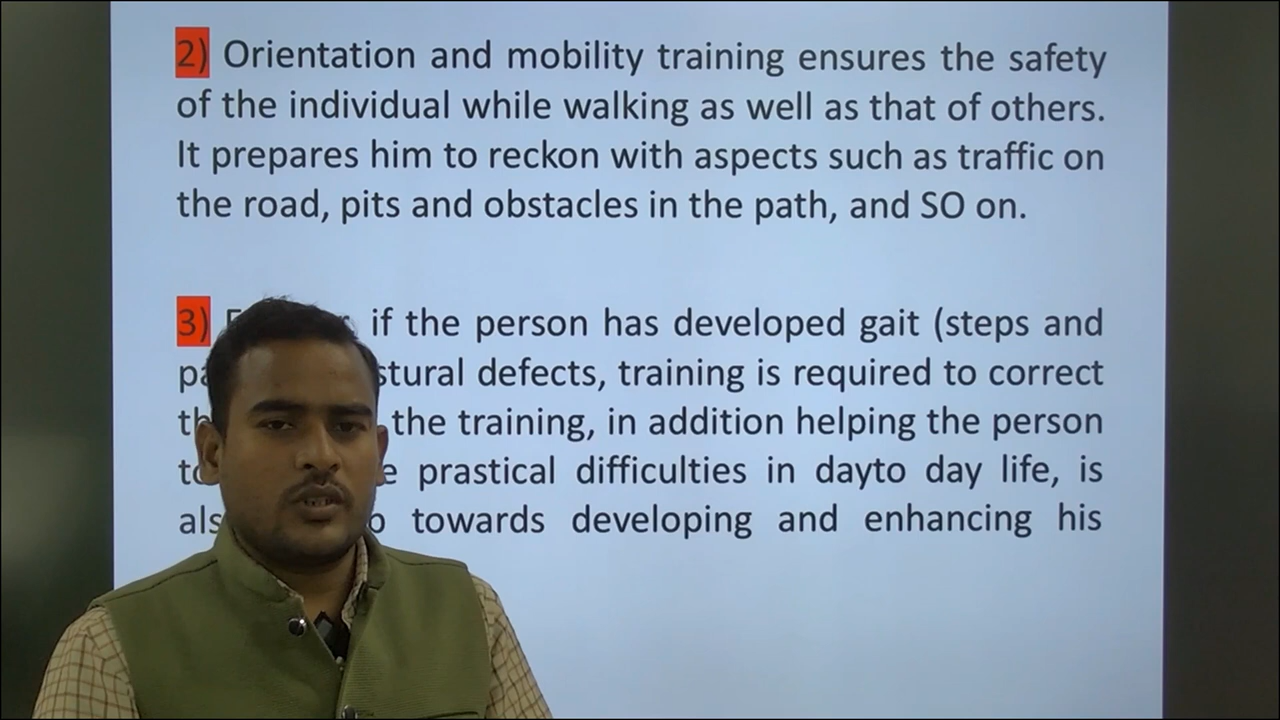 2) Orientation and mobility training ensures the safety
of the individual while walking as well as that of others.
It prepares him to reckon with aspects such as traffic on
the road, pits and obstacles in the path, and SO on.
3) if the person has developed gait (steps and
defects, training is required to correct
the training, in addition helping the person
prastical difficulties in dayto day life, is
towards developing and enhancing his